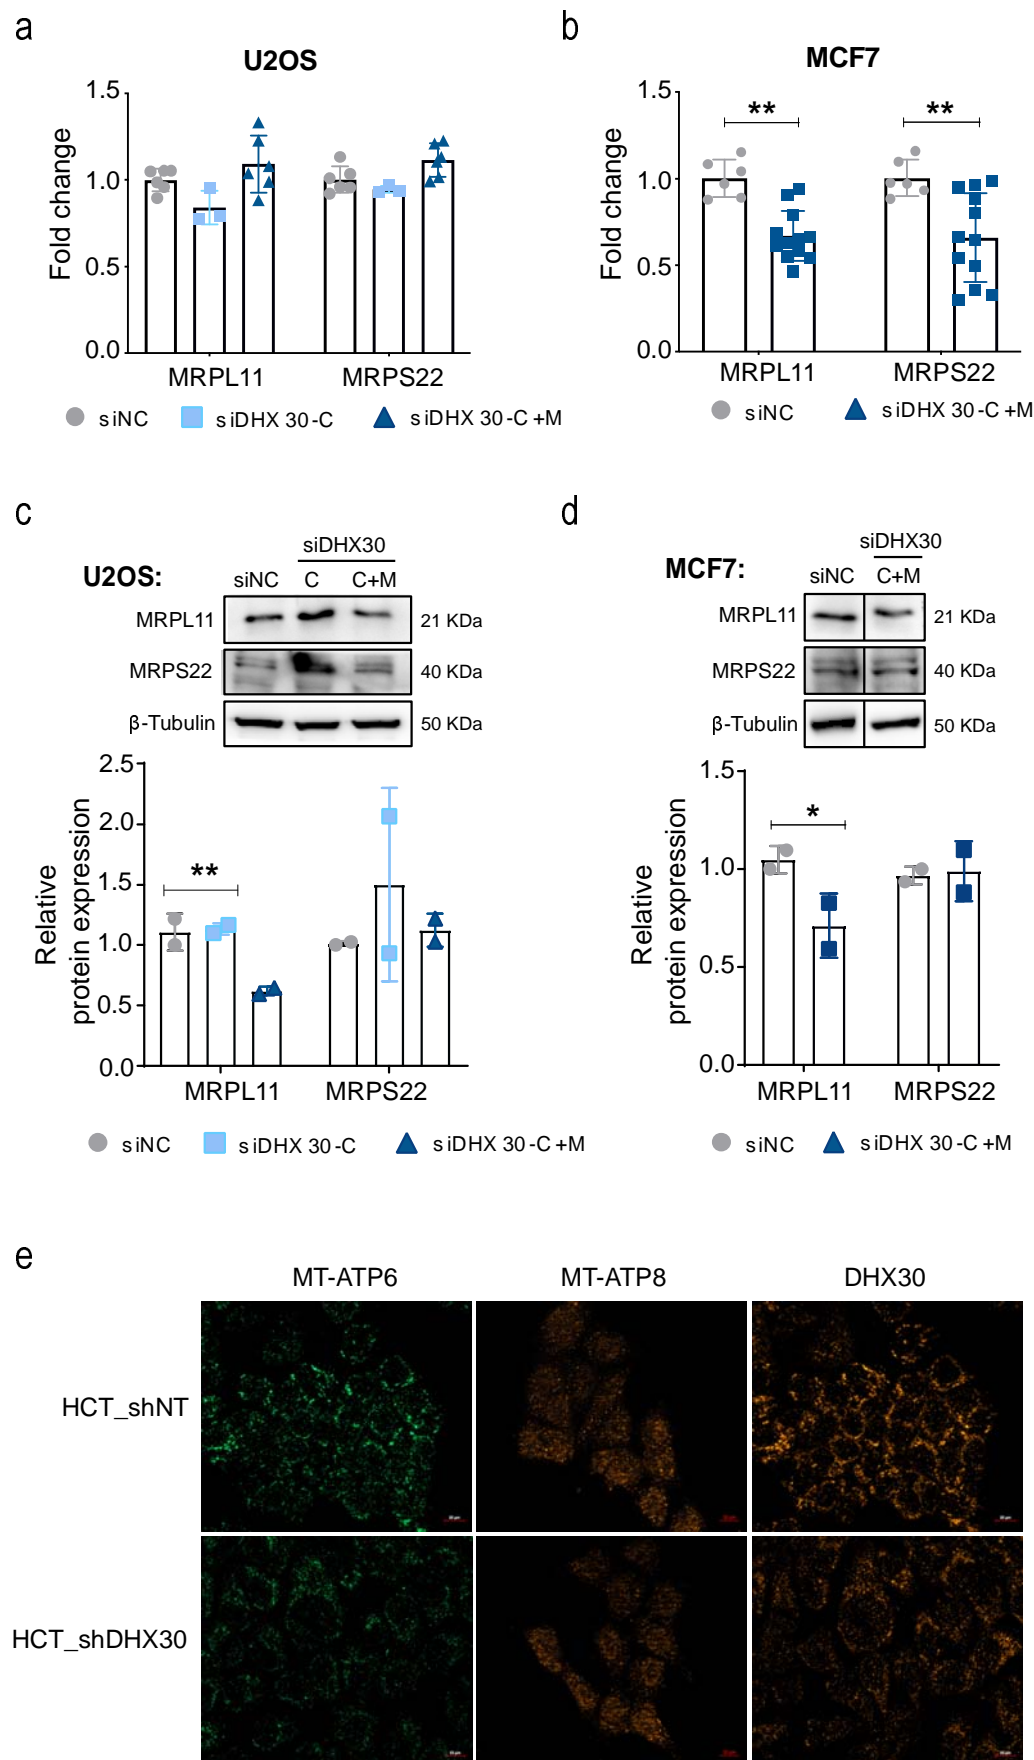 a
U2OS
Fold change
1.5
1.0
0.5
0.0
MRPL11 MRPS22
siNC siDHX30-C siDHX30-C+M
b
MCF7
Fold change
1.5
1.0
0.5
0.0
** **
MRPL11 MRPS22
siNC siDHX30-C+M
c
U2OS:
siDHX30
siNC C C+M
MRPL11 21 KDa
MRPS22 40 KDa
β-Tubulin 50 KDa
Relative
protein expression
2.5
2.0
1.5
1.0
0.5
0.0
**
MRPL11 MRPS22
siNC siDHX30-C siDHX30-C+M
d
MCF7:
siDHX30
siNC C+M
MRPL11 21 KDa
MRPS22 40 KDa
β-Tubulin 50 KDa
Relative
protein expression
1.5
1.0
0.5
0.0
*
MRPL11 MRPS22
siNC siDHX30-C+M
e
MT-ATP6 MT-ATP8 DHX30
HCT_shNT
HCT_shDHX30